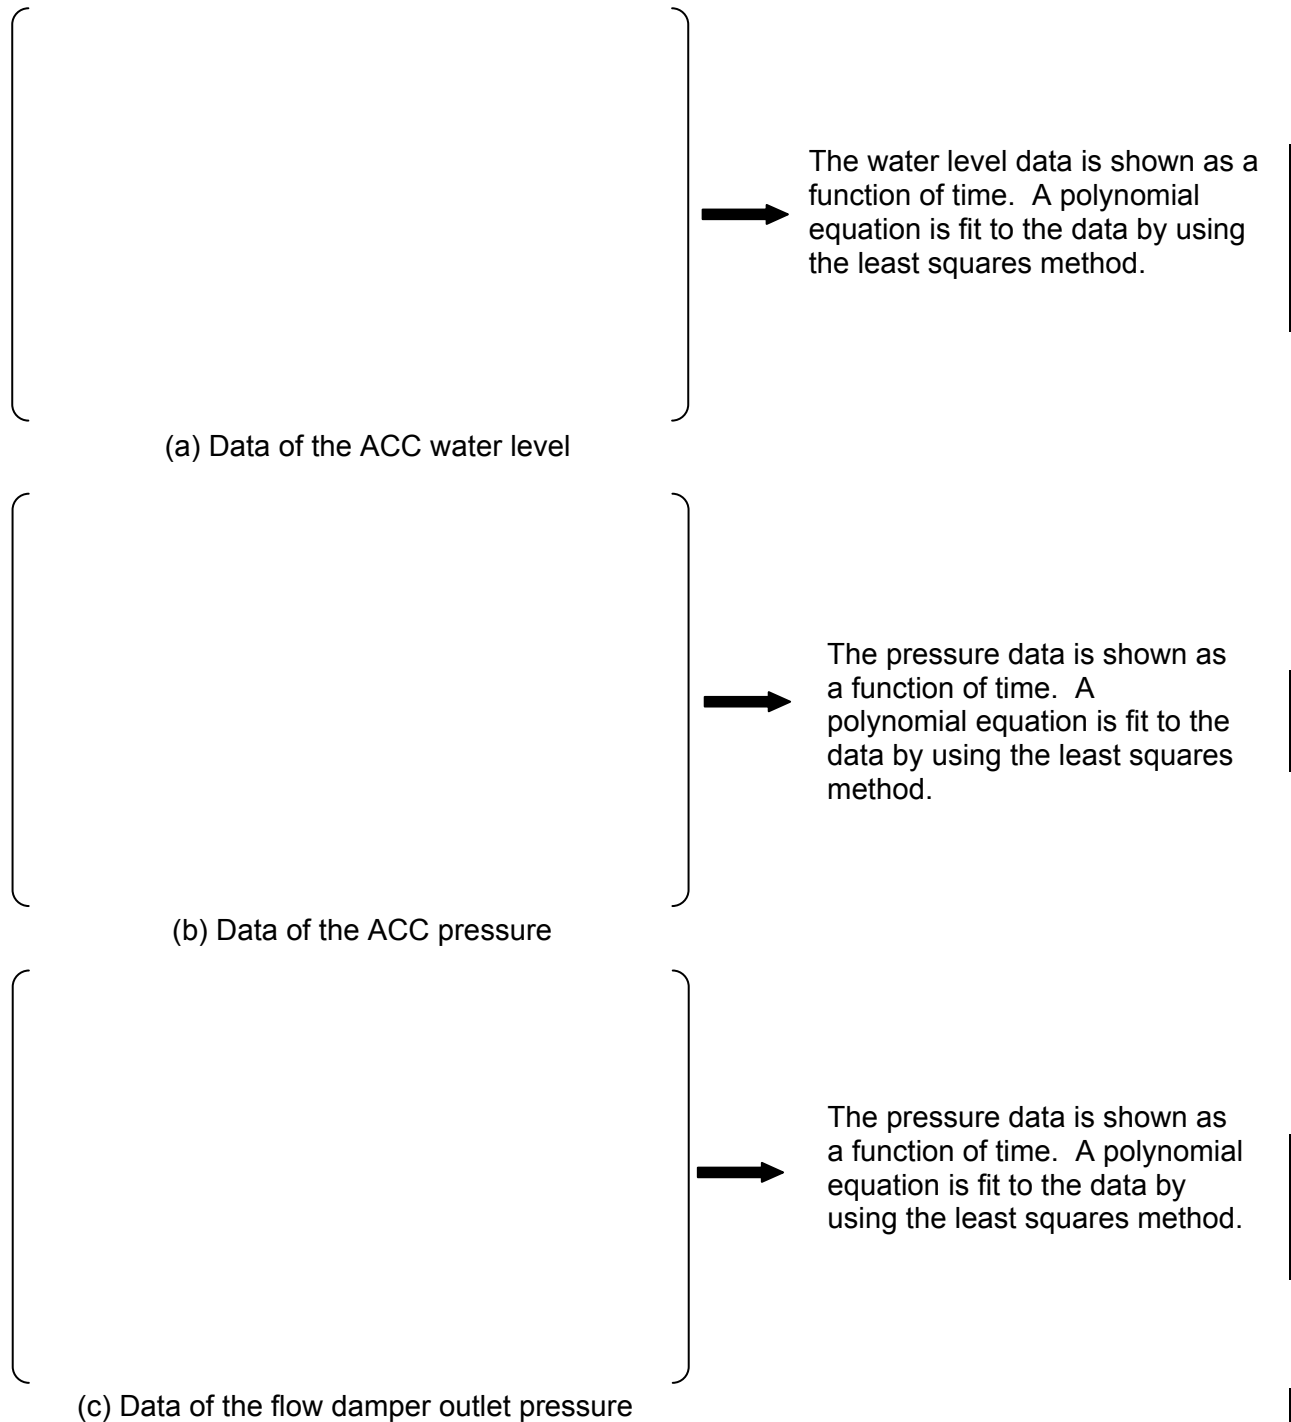 The water level data is shown as a
function of time. A polynomial
equation is fit to the data by using
the least squares method.
(a) Data of the ACC water level
The pressure data is shown as
a function of time. A
polynomial equation is fit to the
data by using the least squares
method.
(b) Data of the ACC pressure
The pressure data is shown as
a function of time. A polynomial
equation is fit to the data by
using the least squares method.
(c) Data of the flow damper outlet pressure